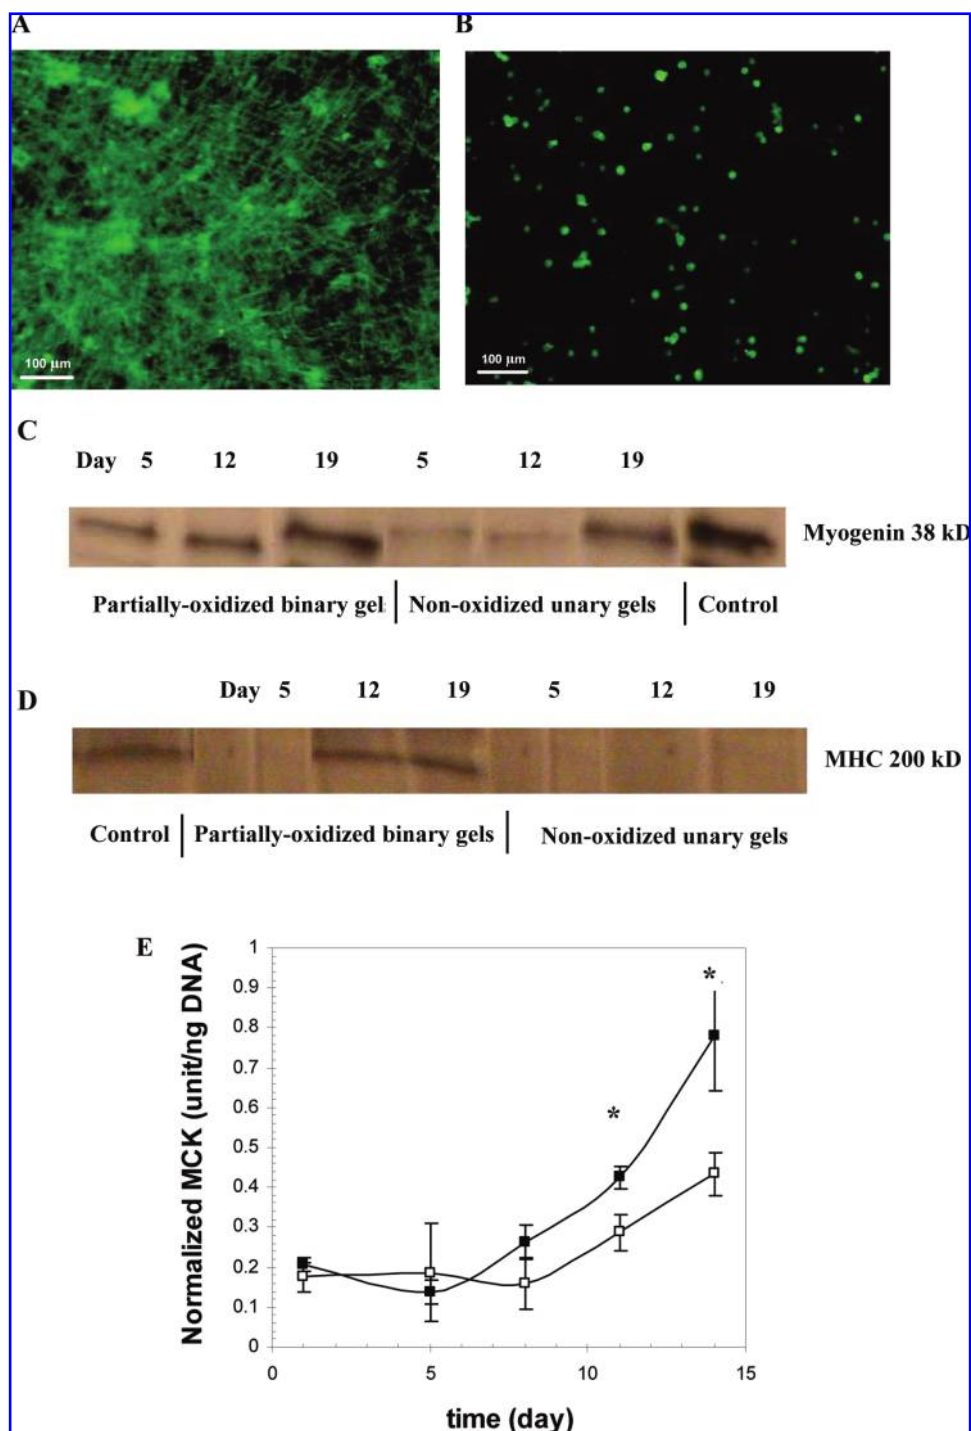 A B
100 µm
100 µm
C
Day 5 12 19 5 12 19
Myogenin 38 kD
Partially-oxidized binary gel Non-oxidized unary gels Control
D
Day 5 12 19 5 12 19
MHC 200 kD
Control Partially-oxidized binary gels Non-oxidized unary gels
E
Normalized MCK (unit/ng DNA)
1
0.9
0.8
0.7
0.6
0.5
0.4
0.3
0.2
0.1
0
* *
0 5 10 15
time (day)